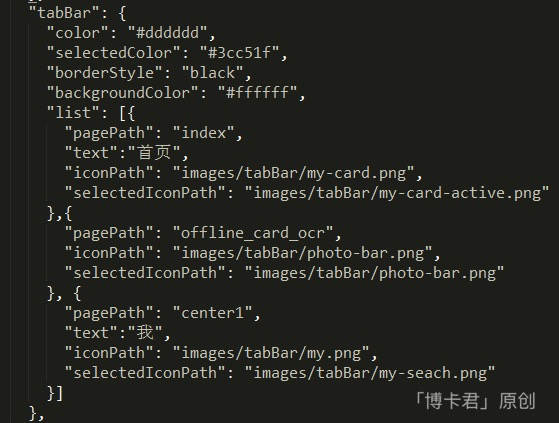 "tabBar": {
"color": "#dddddd",
"selectedColor": "#3cc51f",
"borderStyle": "black",
"backgroundColor": "#ffffff",
"list": [{
"pagePath": "index",
"text":"首页",
"iconPath": "images/tabBar/my-card.png",
"selectedIconPath": "images/tabBar/my-card-active.png"
},{
"pagePath": "offline_card_ocr",
"iconPath": "images/tabBar/photo-bar.png",
"selectedIconPath": "images/tabBar/photo-bar.png"
}, {
"pagePath": "center1",
"text":"我",
"iconPath": "images/tabBar/my.png",
"selectedIconPath": "images/tabBar/my-seach.png"
}]
},
「博卡君」原创